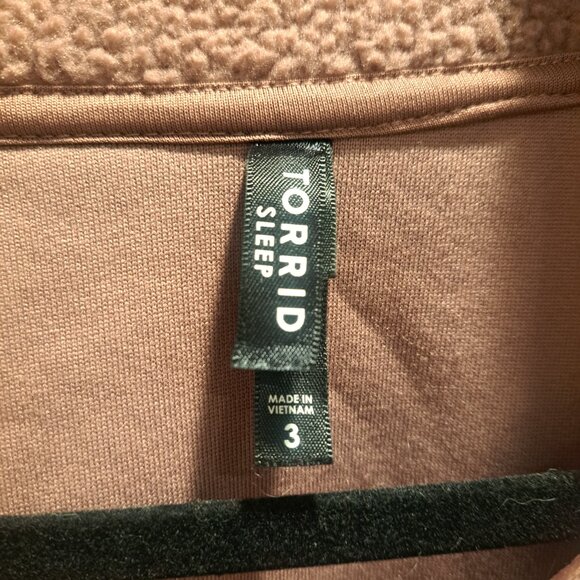 TORRID
SLEEP
MADE IN
VIETNAM
3